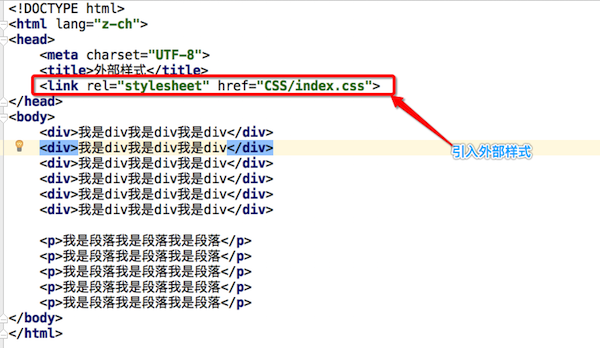 <!DOCTYPE html>
<html lang="z-ch">
<head>
<meta charset="UTF-8">
<title>外部样式</title>
<link rel="stylesheet" href="CSS/index.css">
</head>
<body>
<div>我是div我是div我是div</div>
<div>我是div我是div我是div</div>
引入外部样式
<div>我是div我是div我是div</div>
<div>我是div我是div我是div</div>
<div>我是div我是div我是div</div>
<div>我是div我是div我是div</div>
<p>我是段落我是段落我是段落</p>
<p>我是段落我是段落我是段落</p>
<p>我是段落我是段落我是段落</p>
<p>我是段落我是段落我是段落</p>
<p>我是段落我是段落我是段落</p>
</body>
</html>